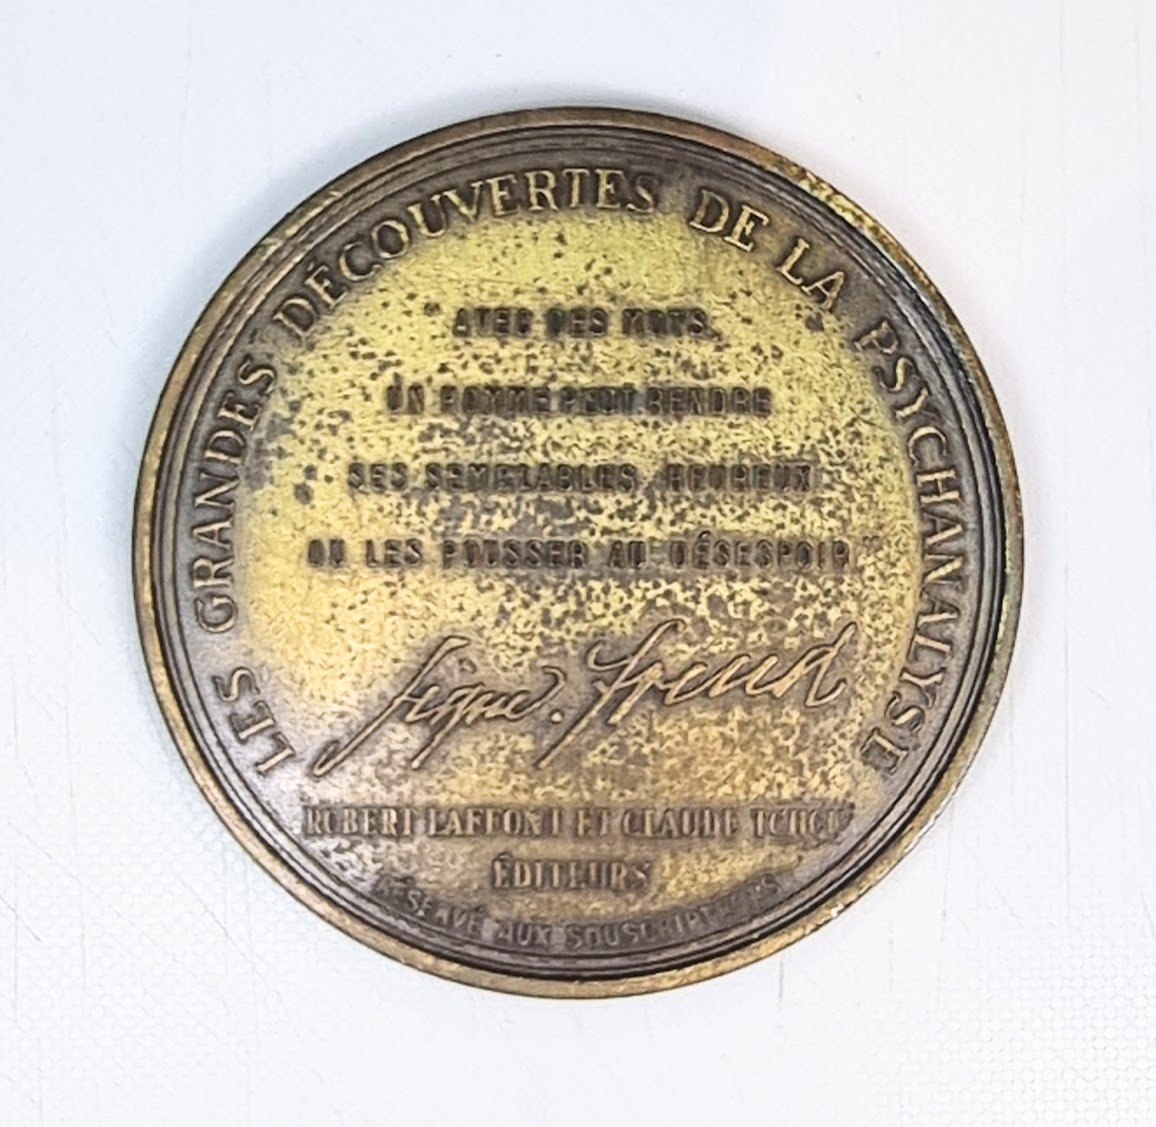 LES GRANDES DÉCOUVERTES DE LA PSYCHANALYSE
"AVEC DES MOTS,
UN HOMME PEUT RENDRE
SES SEMBLABLES HEUREUX
OU LES POUSSER AU DÉSESPOIR"
Sigm. Freud
ROBERT LAFFONT ET CLAUDE TCHOU
ÉDITEURS
RÉSERVÉ AUX SOUSCRIPTEURS